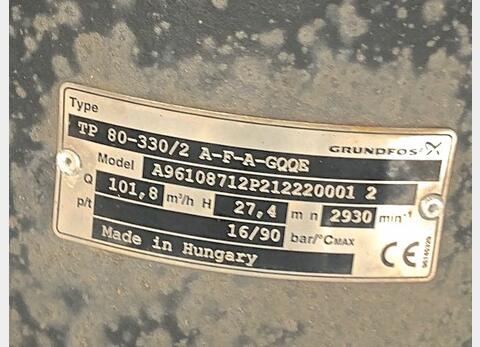 Type
TP 80-330/2 A-F-A-GQQE
GRUNDFOS
Model A96108712P212220001 2
Q 101,8 m³/h H 27,4 m n 2930 min⁻¹
p/t 16/90 bar/°CMAX
Made in Hungary
CE